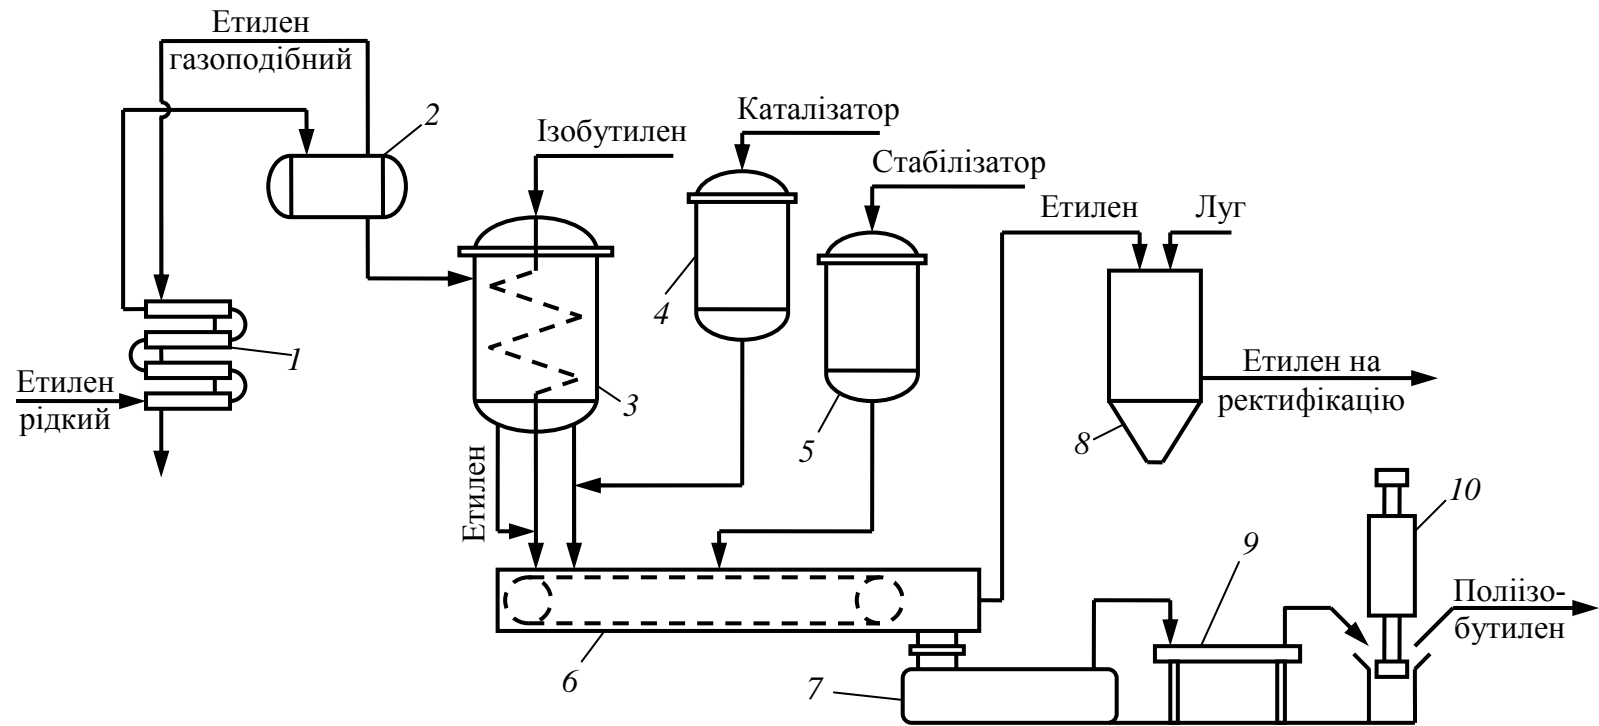 Етилен
газоподібний
2
Каталізатор
Ізобутилен
Стабілізатор
Етилен
Луг
4
1
Етилен
рідкий
3
5
8
Етилен на
ректифікацію
Етилен
10
9
Поліізо-
бутилен
6
7